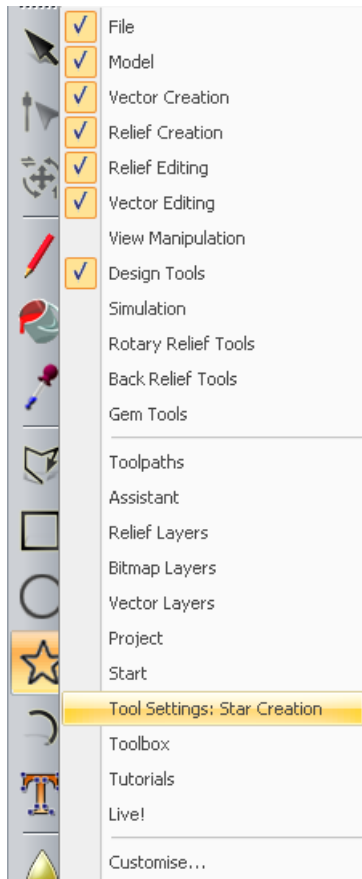 File
Model
Vector Creation
Relief Creation
Relief Editing
Vector Editing
View Manipulation
Design Tools
Simulation
Rotary Relief Tools
Back Relief Tools
Gem Tools
Toolpaths
Assistant
Relief Layers
Bitmap Layers
Vector Layers
Project
Start
Tool Settings: Star Creation
Toolbox
Tutorials
Live!
Customise...
T